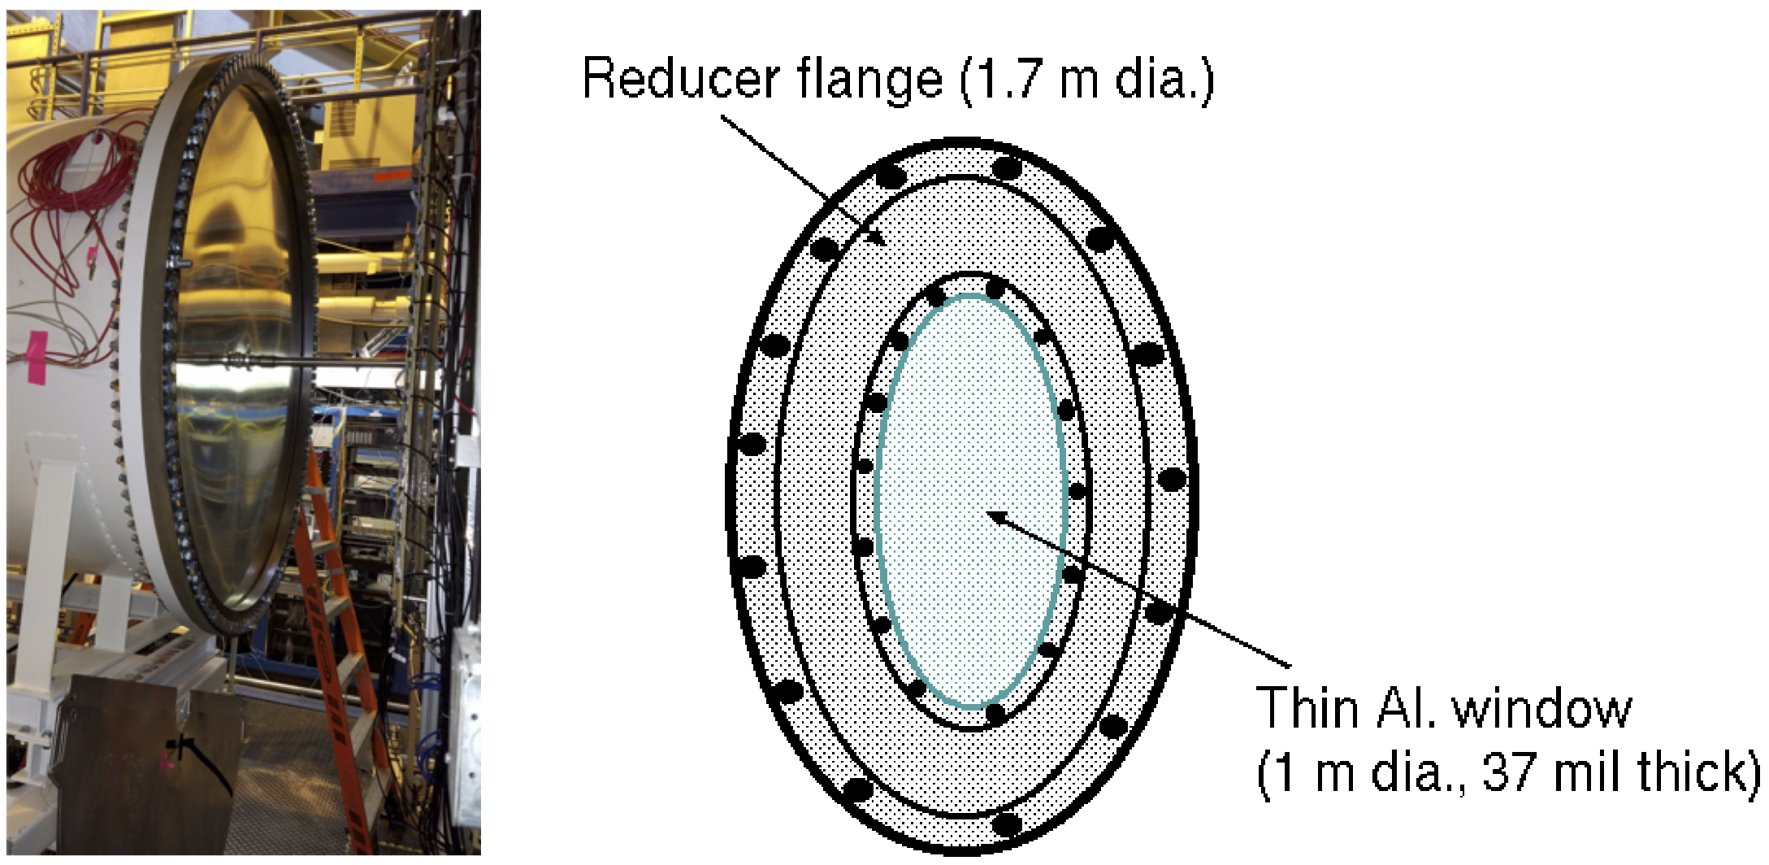 Reducer flange (1.7 m dia.)
Thin Al. window
(1 m dia., 37 mil thick)